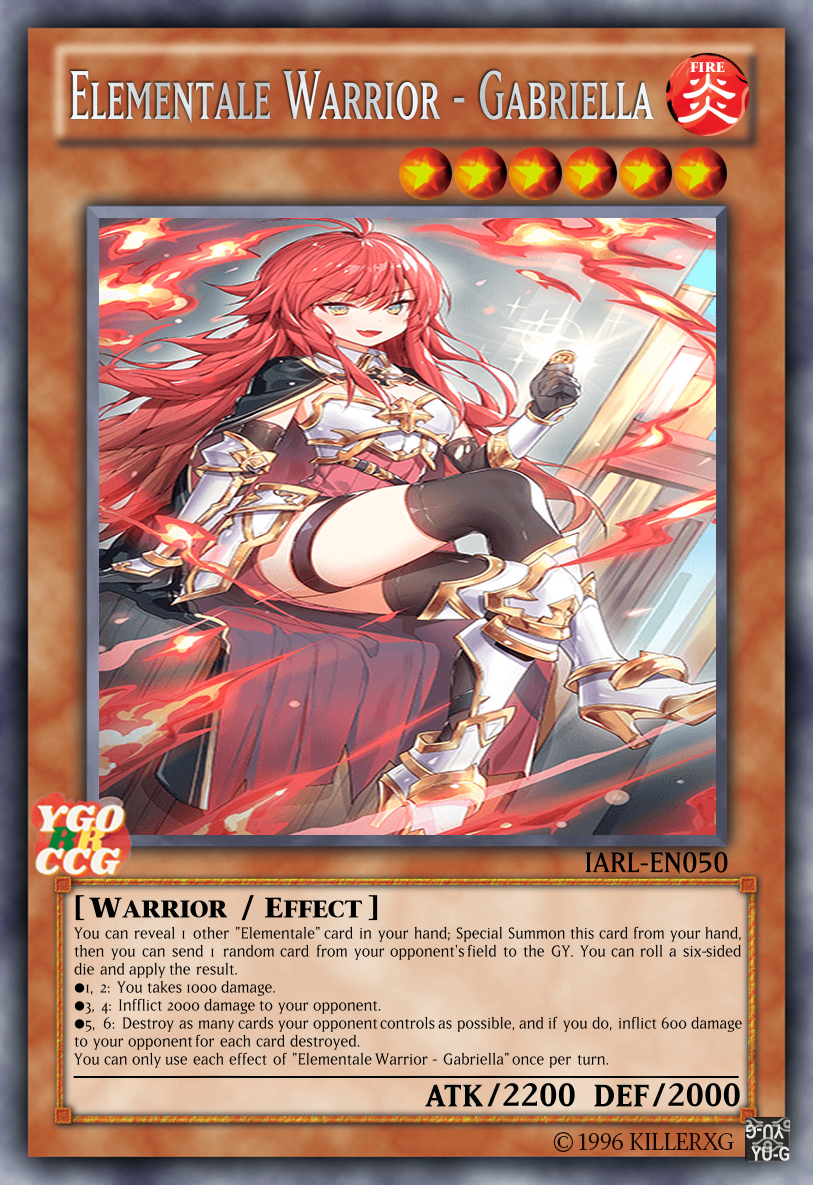 Elementale Warrior - Gabriella
FIRE
炎
YGO
RR
CCG
IARL-EN050
[ Warrior / Effect ]
You can reveal 1 other "Elementale" card in your hand; Special Summon this card from your hand,
then you can send 1 random card from your opponent's field to the GY. You can roll a six-sided
die and apply the result.
●1, 2: You takes 1000 damage.
●3, 4: Infflict 2000 damage to your opponent.
●5, 6: Destroy as many cards your opponent controls as possible, and if you do, inflict 600 damage
to your opponent for each card destroyed.
You can only use each effect of "Elementale Warrior - Gabriella" once per turn.
ATK/2200 DEF/2000
© 1996 KILLERXG
YU-G